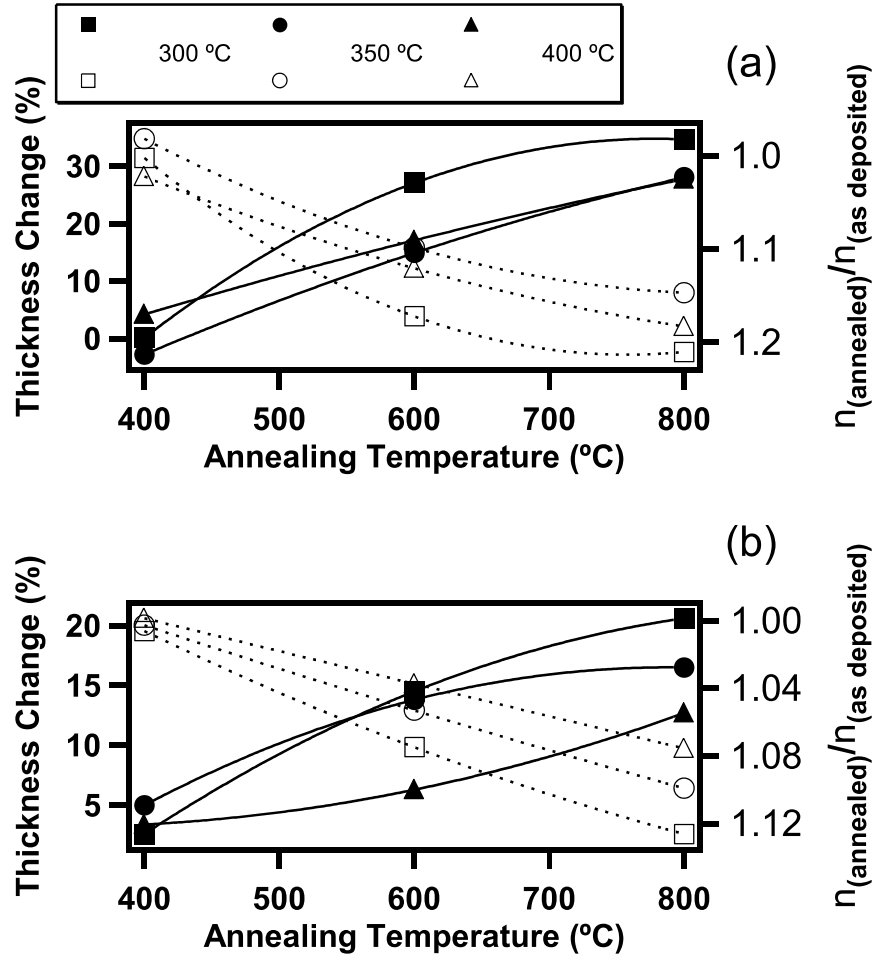 300 ºC 350 ºC 400 ºC
(a)
Thickness Change (%)
30
20
10
0
1.0
1.1
1.2
n(annealed)/n(as deposited)
400 500 600 700 800
Annealing Temperature (ºC)
(b)
Thickness Change (%)
20
15
10
5
1.00
1.04
1.08
1.12
n(annealed)/n(as deposited)
400 500 600 700 800
Annealing Temperature (ºC)